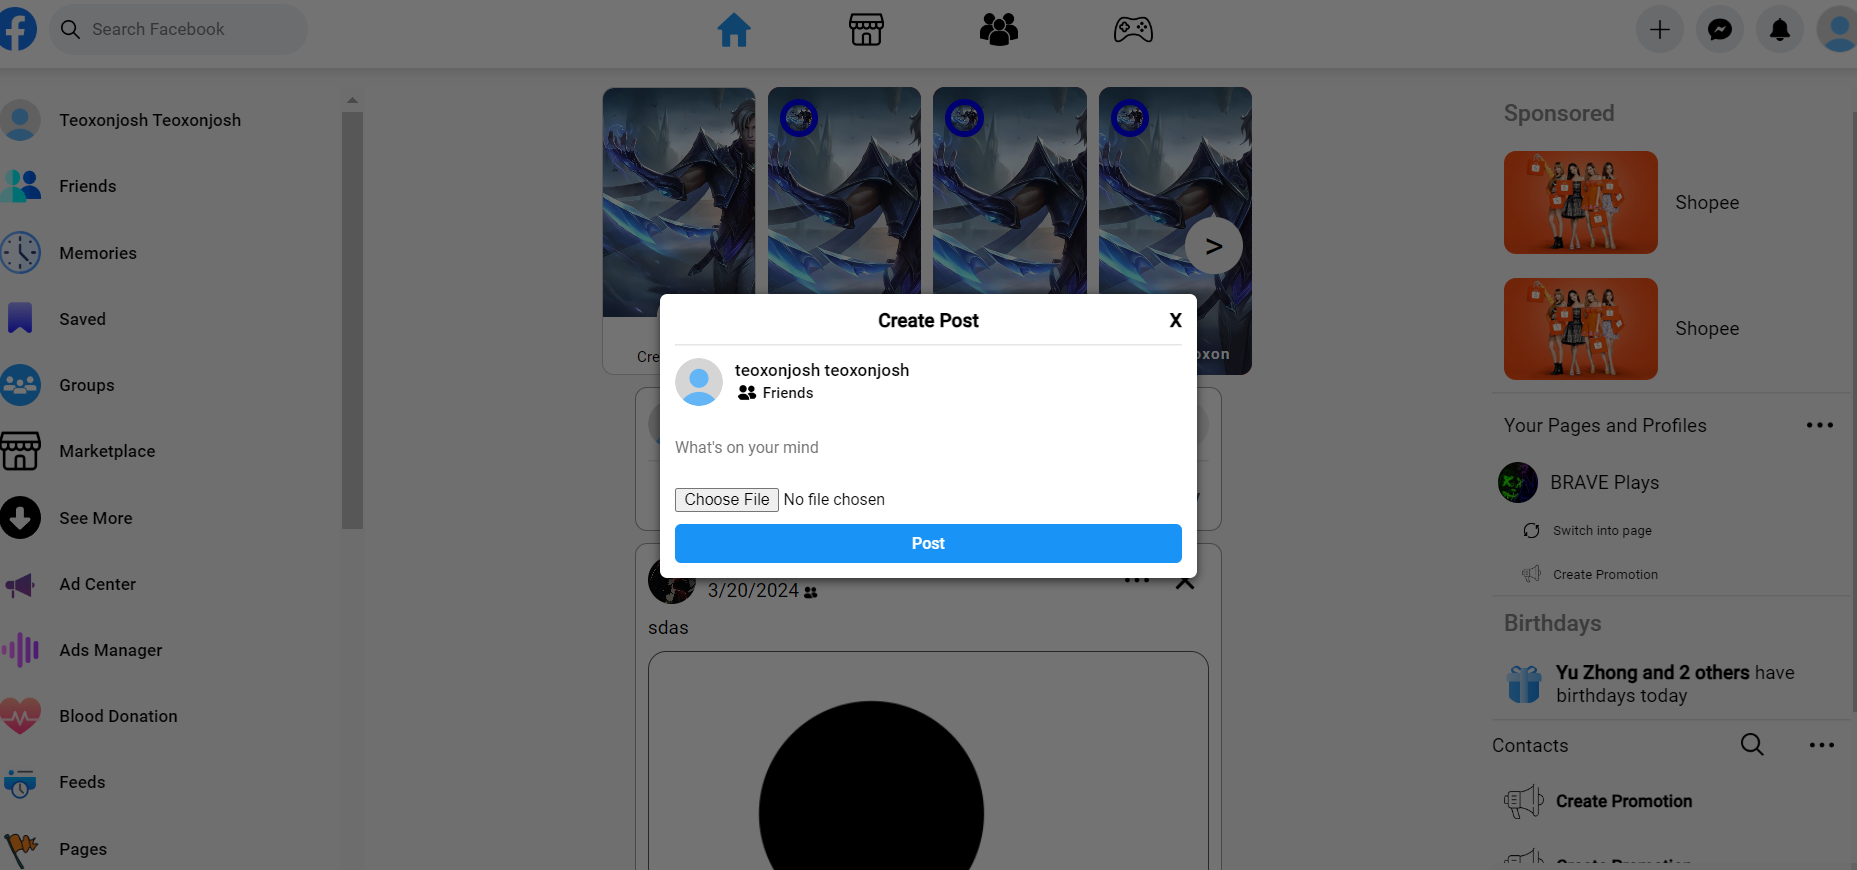 Search Facebook
Teoxonjosh Teoxonjosh
Friends
Memories
Saved
Groups
Marketplace
See More
Ad Center
Ads Manager
Blood Donation
Feeds
Pages
>
Cre
oxon
Create Post
X
teoxonjosh teoxonjosh
Friends
What's on your mind
Choose File No file chosen
Post
3/20/2024
sdas
Sponsored
Shopee
Shopee
Your Pages and Profiles
BRAVE Plays
Switch into page
Create Promotion
Birthdays
Yu Zhong and 2 others have
birthdays today
Contacts
Create Promotion
Create Promotion